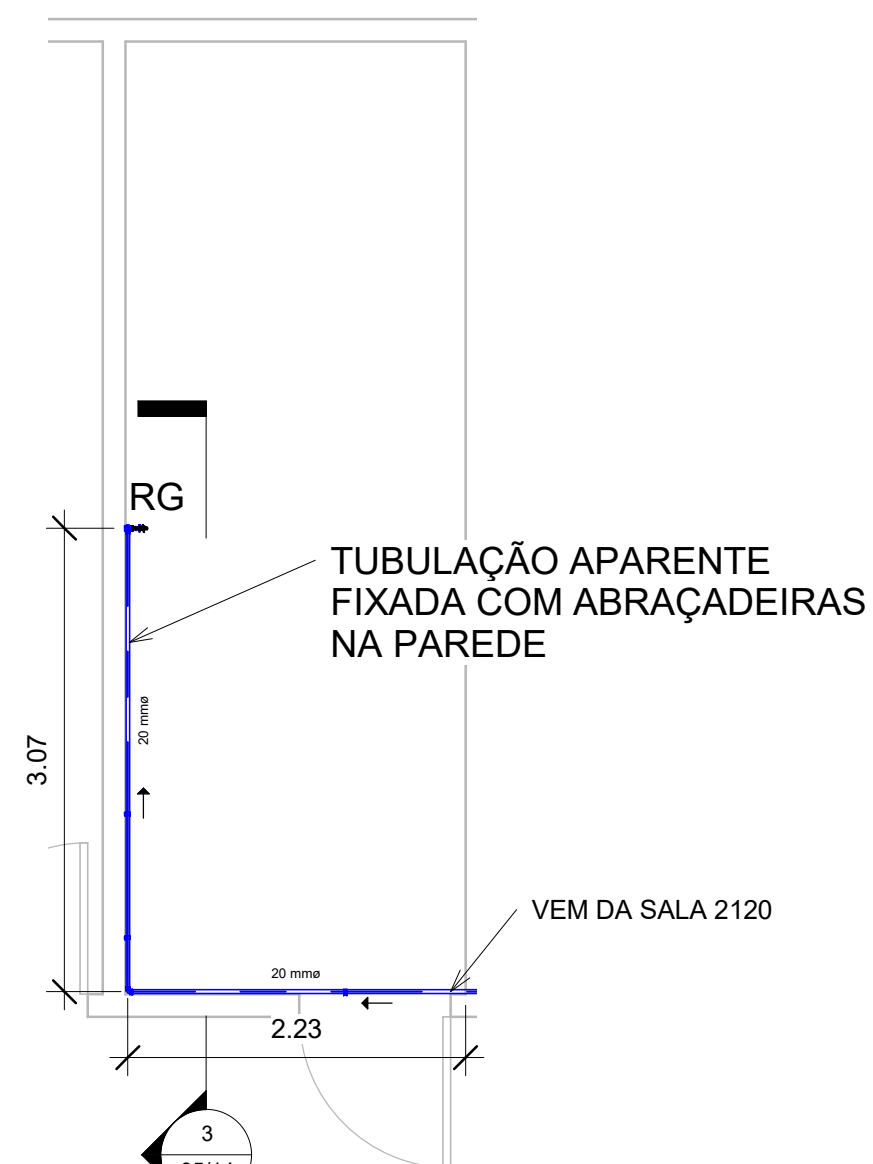 RG
TUBULAÇÃO APARENTE
FIXADA COM ABRAÇADEIRAS
NA PAREDE
20 mmø
3.07
VEM DA SALA 2120
20 mmø
2.23
3